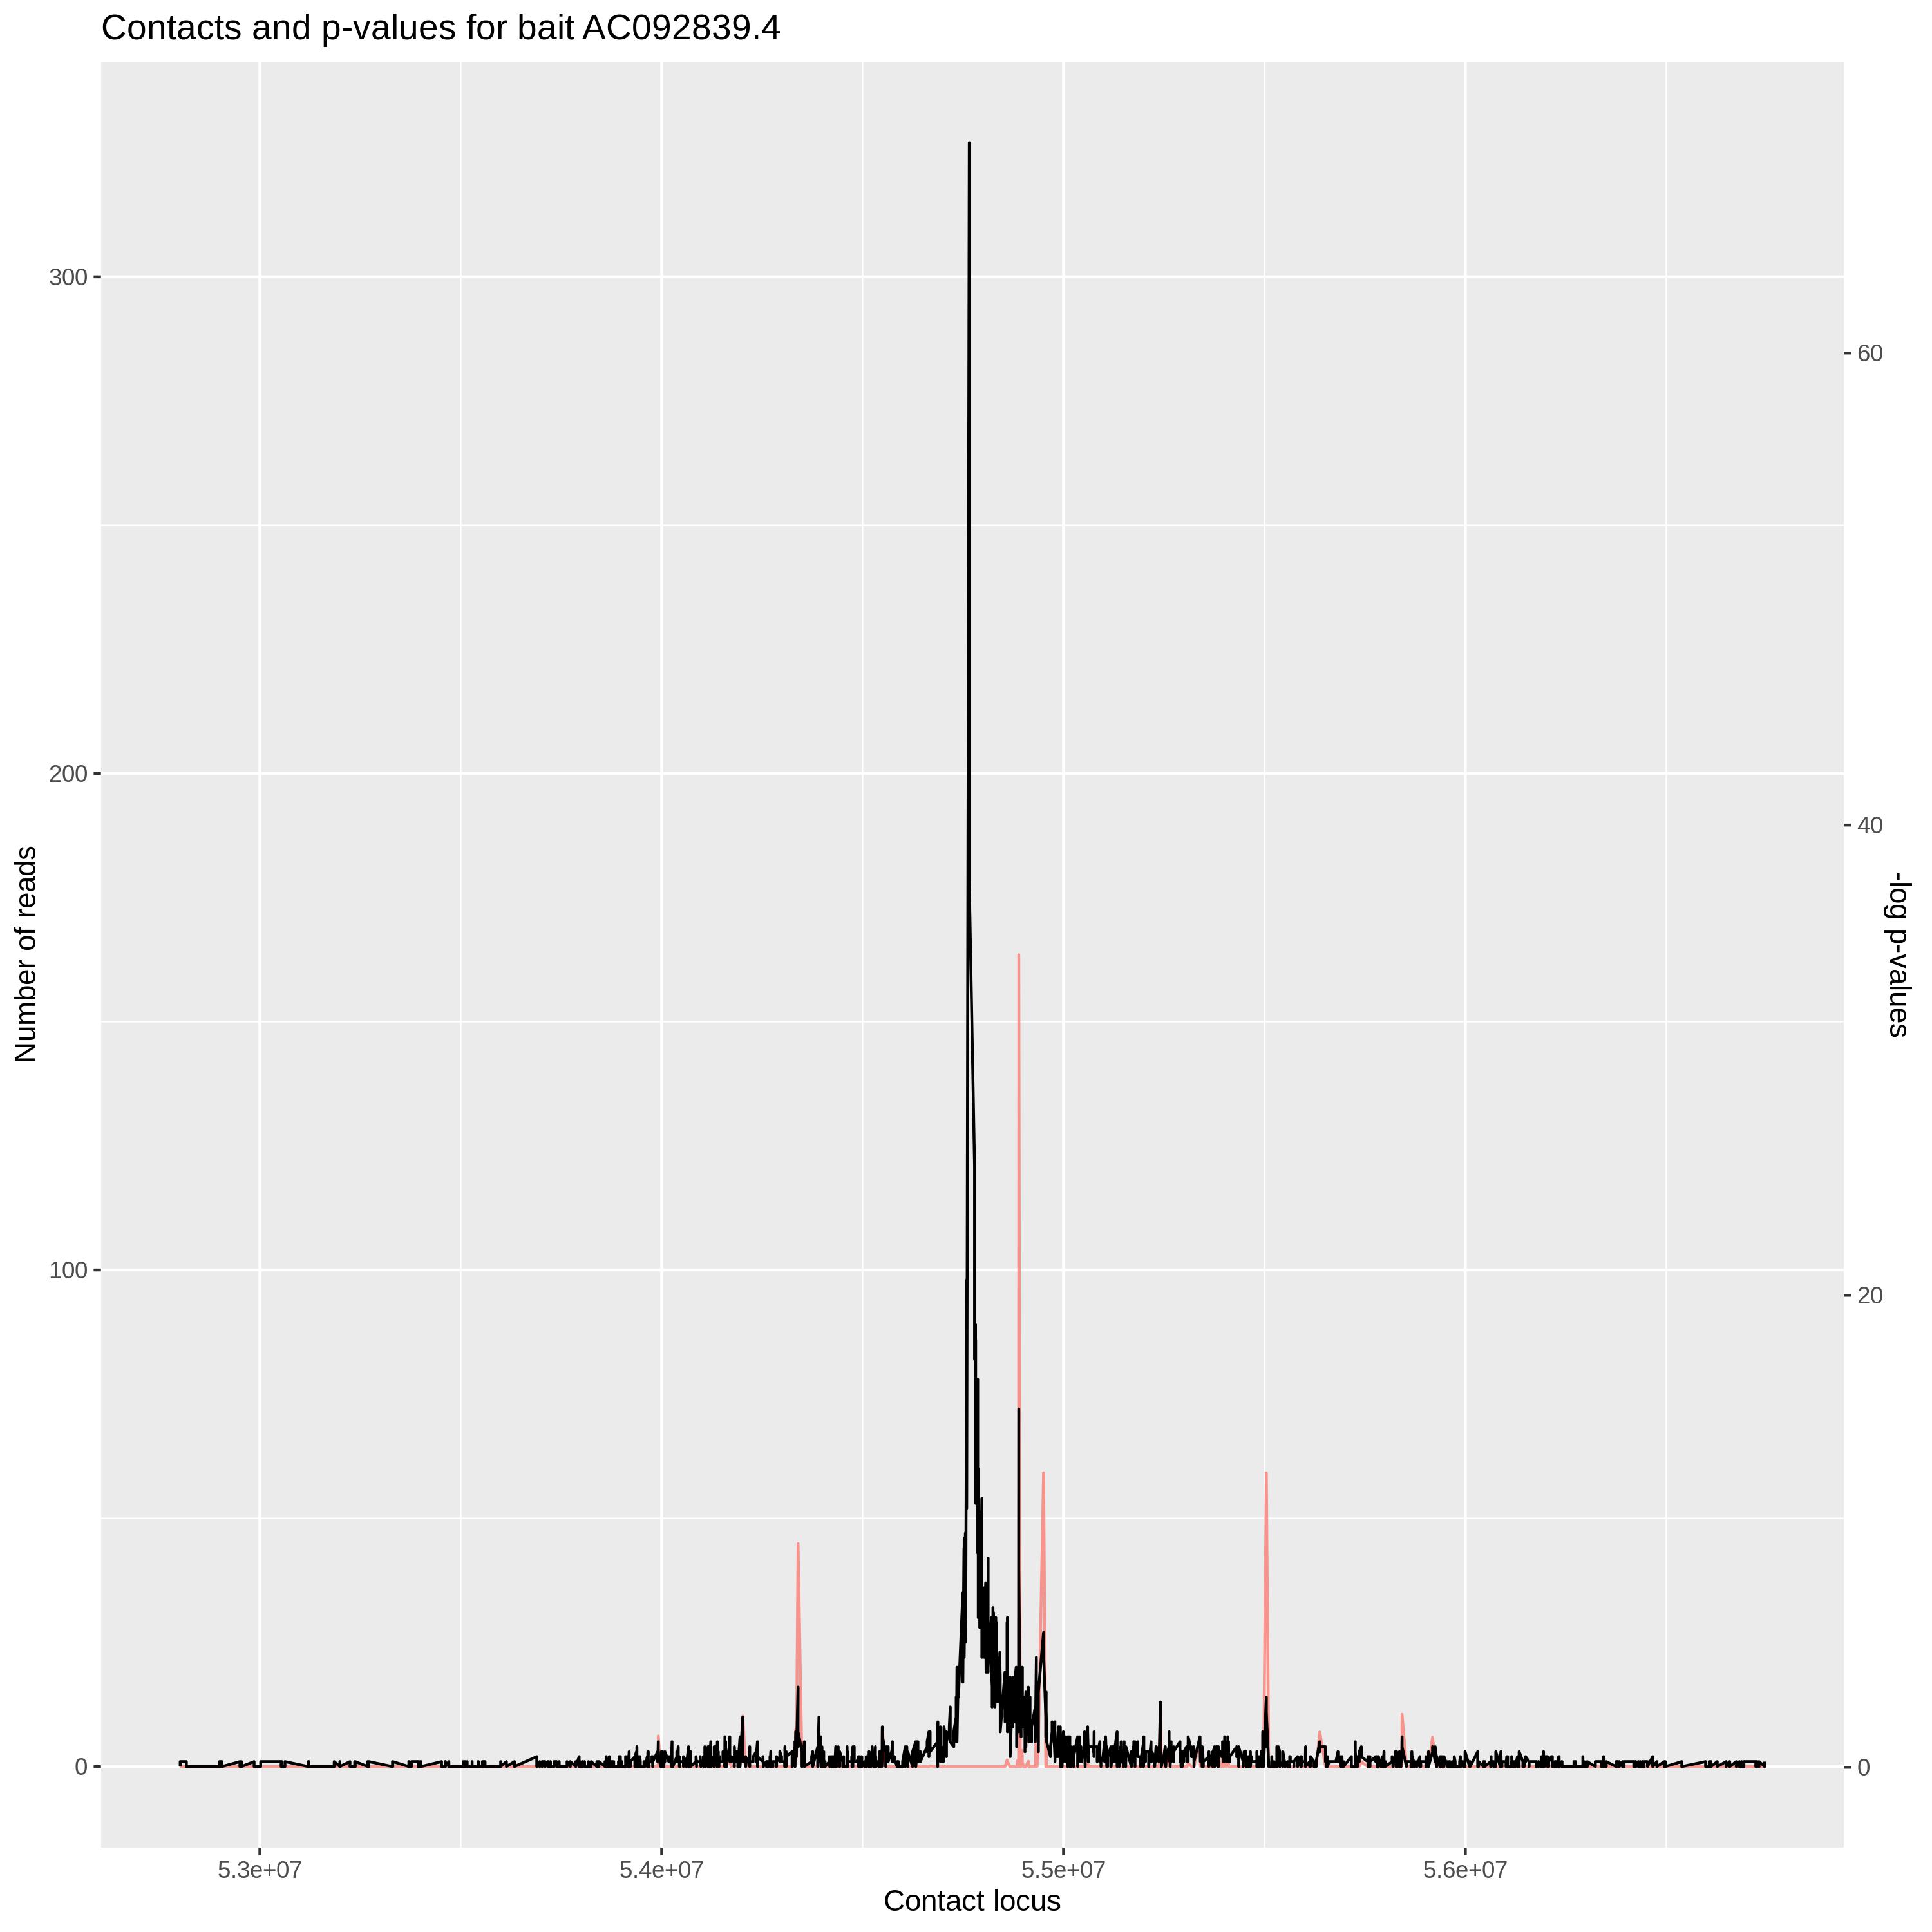 Contacts and p-values for bait AC092839.4
Number of reads
300
200
100
0
60
40
20
0
-log p-values
5.3e+07 5.4e+07 5.5e+07 5.6e+07
Contact locus